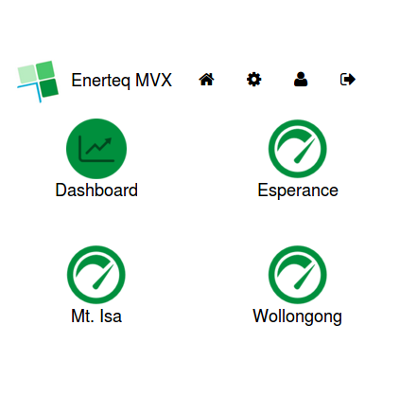 Enerteq MVX
Dashboard
Esperance
Mt. Isa
Wollongong